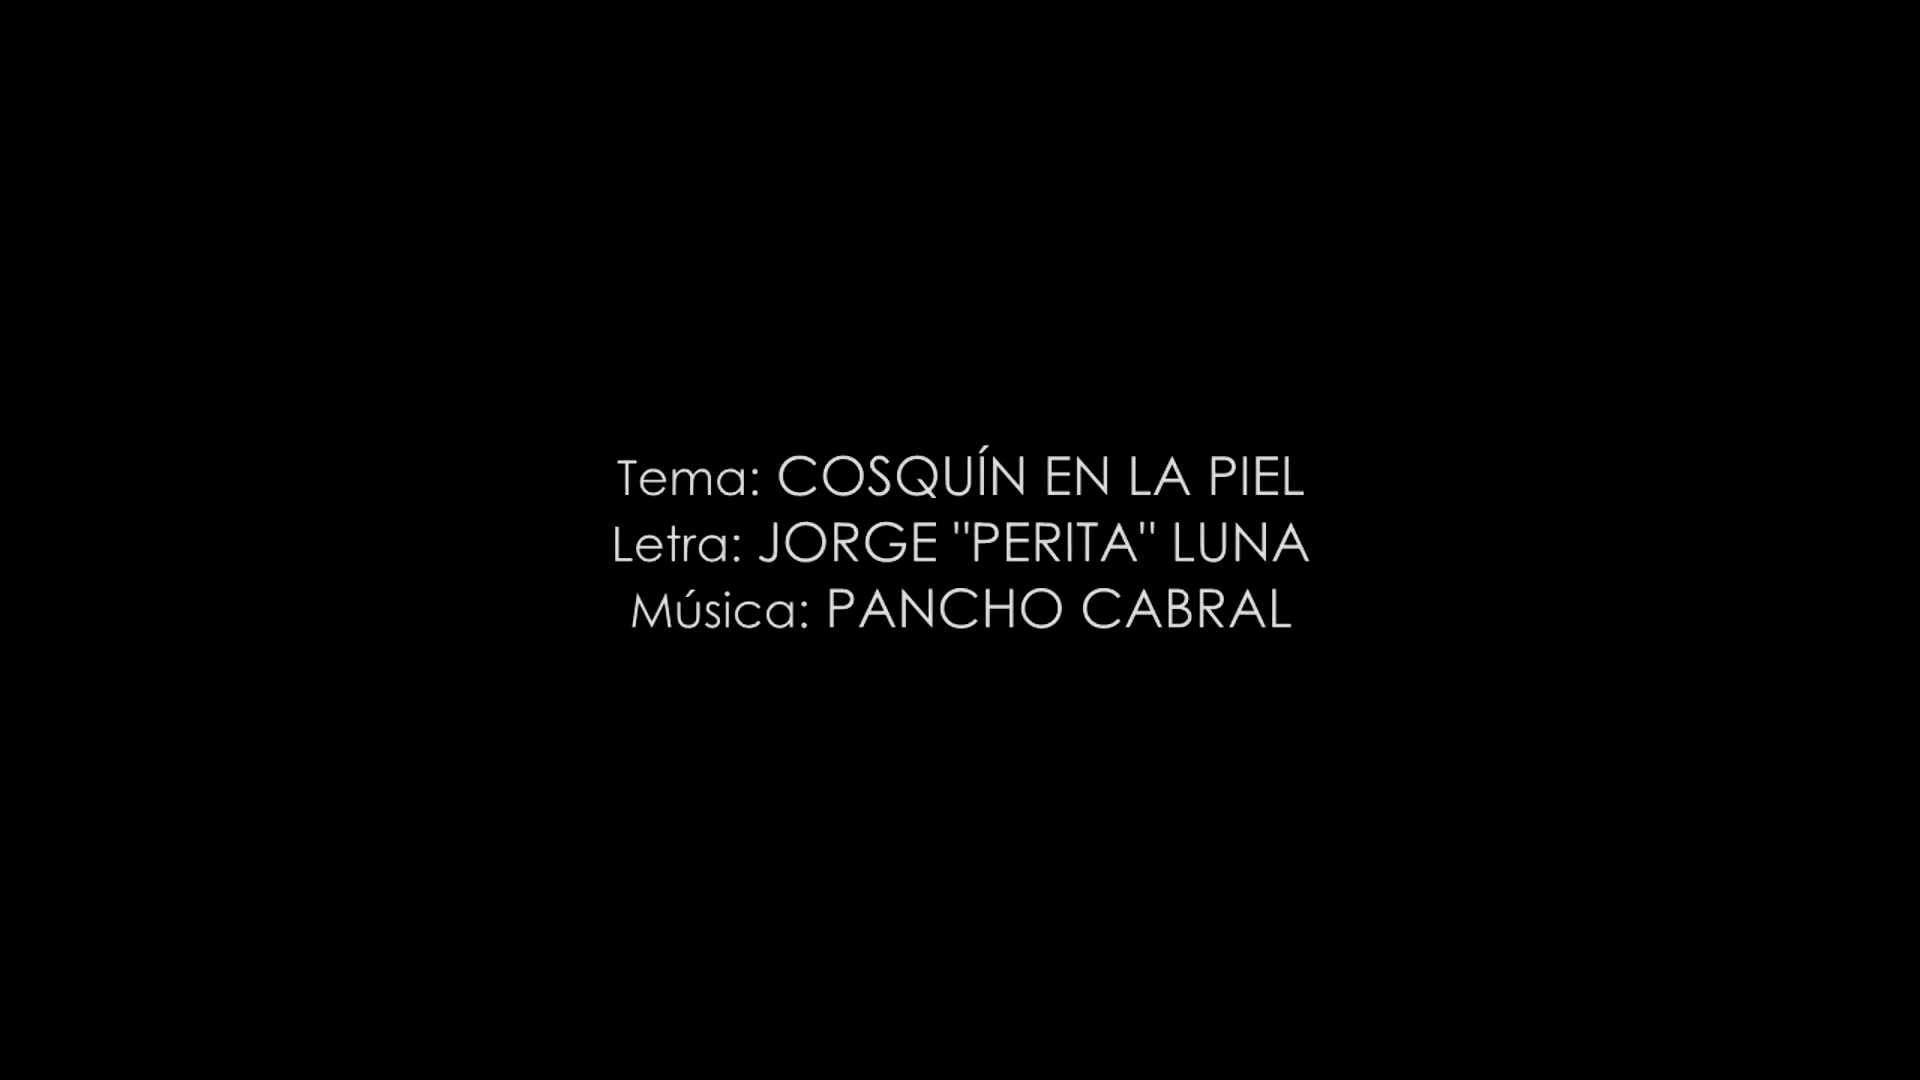 Tema: COSQUÍN EN LA PIEL
Letra: JORGE "PERITA" LUNA
Música: PANCHO CABRAL